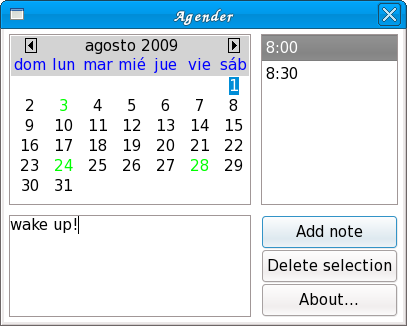 Agender
agosto 2009
dom lun mar mié jue vie sáb
1
2 3 4 5 6 7 8
9 10 11 12 13 14 15
16 17 18 19 20 21 22
23 24 25 26 27 28 29
30 31
8:00
8:30
wake up!
Add note
Delete selection
About...